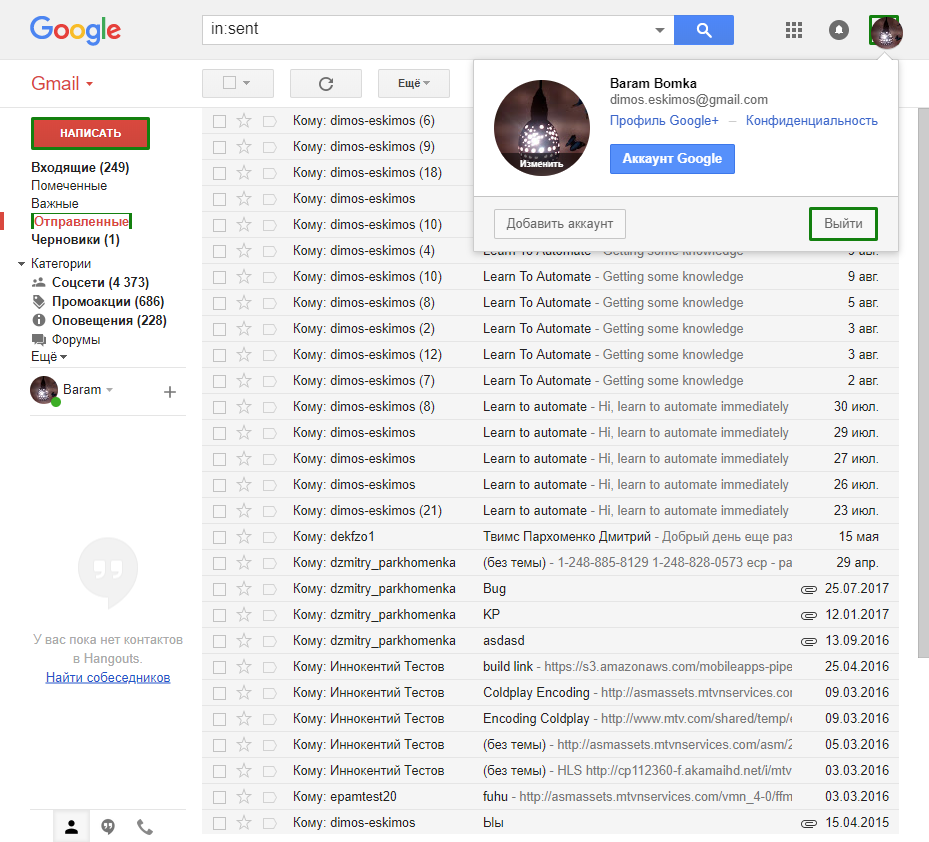 Google
in:sent
Gmail
Ещё
Baram Bomka
dimos.eskimos@gmail.com
Профиль Google+ – Конфиденциальность
Изменить
Аккаунт Google
Добавить аккаунт
Выйти
НАПИСАТЬ
Входящие (249)
Помеченные
Важные
Отправленные
Черновики (1)
Категории
Соцсети (4 373)
Промоакции (686)
Оповещения (228)
Форумы
Ещё
Baram
У вас пока нет контактов
в Hangouts.
Найти собеседников
Кому: dimos-eskimos (6)
Кому: dimos-eskimos (9)
Кому: dimos-eskimos (18)
Кому: dimos-eskimos
Кому: dimos-eskimos (10)
Кому: dimos-eskimos (4) Learn To Automate - Getting some knowledge 9 авг.
Кому: dimos-eskimos (10) Learn To Automate - Getting some knowledge 9 авг.
Кому: dimos-eskimos (8) Learn To Automate - Getting some knowledge 5 авг.
Кому: dimos-eskimos (2) Learn To Automate - Getting some knowledge 3 авг.
Кому: dimos-eskimos (12) Learn To Automate - Getting some knowledge 3 авг.
Кому: dimos-eskimos (7) Learn To Automate - Getting some knowledge 2 авг.
Кому: dimos-eskimos (8) Learn to automate - Hi, learn to automate immediately 30 июл.
Кому: dimos-eskimos Learn to automate - Hi, learn to automate immediately 29 июл.
Кому: dimos-eskimos Learn to automate - Hi, learn to automate immediately 27 июл.
Кому: dimos-eskimos Learn to automate - Hi, learn to automate immediately 26 июл.
Кому: dimos-eskimos (21) Learn to automate - Hi, learn to automate immediately 23 июл.
Кому: dekfzo1 Твимс Пархоменко Дмитрий - Добрый день еще раз 15 мая
Кому: dzmitry_parkhomenka (без темы) - 1-248-885-8129 1-248-828-0573 еср - ра 29 апр.
Кому: dzmitry_parkhomenka Bug 25.07.2017
Кому: dzmitry_parkhomenka KP 12.01.2017
Кому: dzmitry_parkhomenka asdasd 13.09.2016
Кому: Иннокентий Тестов build link - https://s3.amazonaws.com/mobileapps-pipe 25.04.2016
Кому: Иннокентий Тестов Coldplay Encoding - http://asmassets.mtvnservices.con 09.03.2016
Кому: Иннокентий Тестов Encoding Coldplay - http://www.mtv.com/shared/temp/e 09.03.2016
Кому: Иннокентий Тестов (без темы) - http://asmassets.mtvnservices.com/asm/2 05.03.2016
Кому: Иннокентий Тестов (без темы) - HLS http://cp112360-f.akamaihd.net/i/mtv 03.03.2016
Кому: epamtest20 fuhu - http://asmassets.mtvnservices.com/vmn_4-0/ffm 03.03.2016
Кому: dimos-eskimos Ыы 15.04.2015